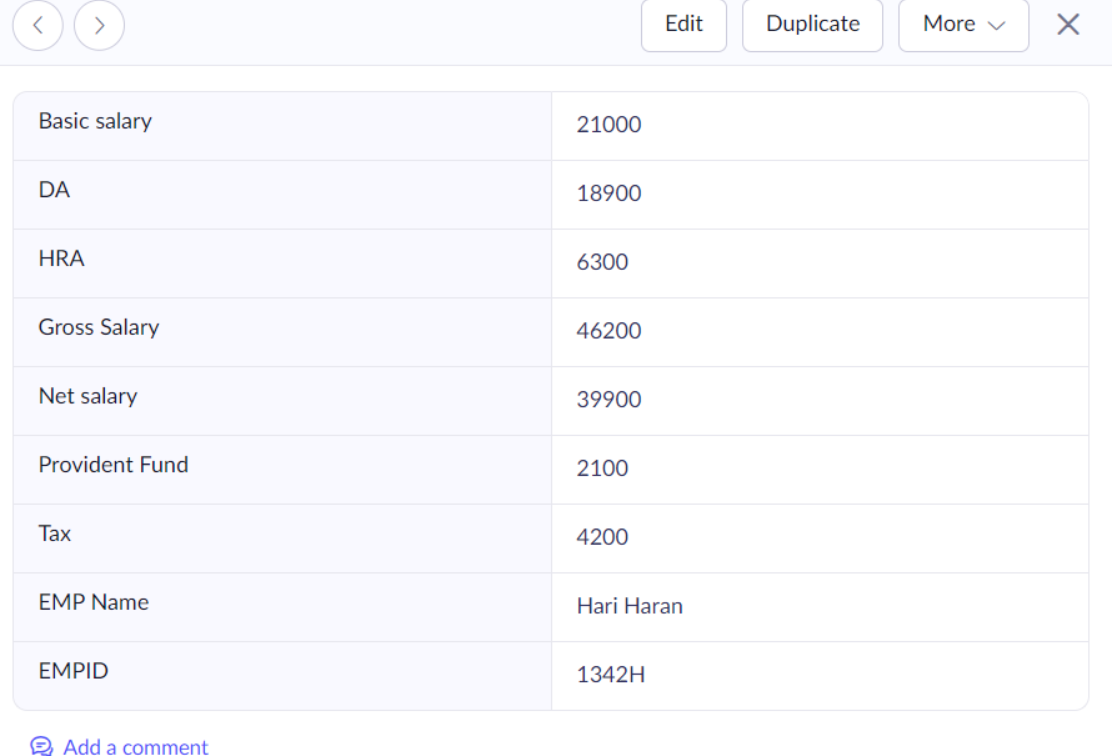 Edit Duplicate More
Basic salary 21000
DA 18900
HRA 6300
Gross Salary 46200
Net salary 39900
Provident Fund 2100
Tax 4200
EMP Name Hari Haran
EMPID 1342H
Add a comment